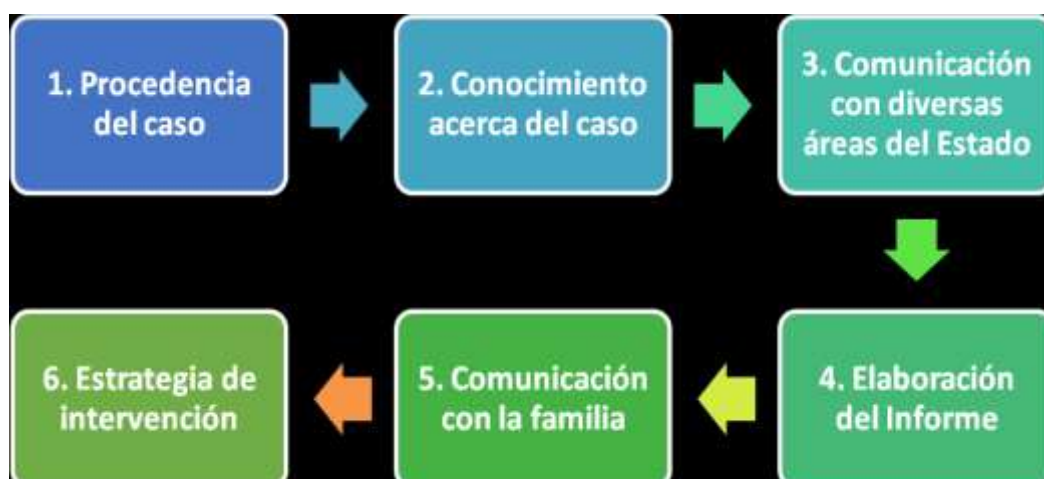 1. Procedencia
del caso
2. Conocimiento
acerca del caso
3. Comunicación
con diversas
áreas del Estado
4. Elaboración
del Informe
5. Comunicación
con la familia
6. Estrategia de
intervención